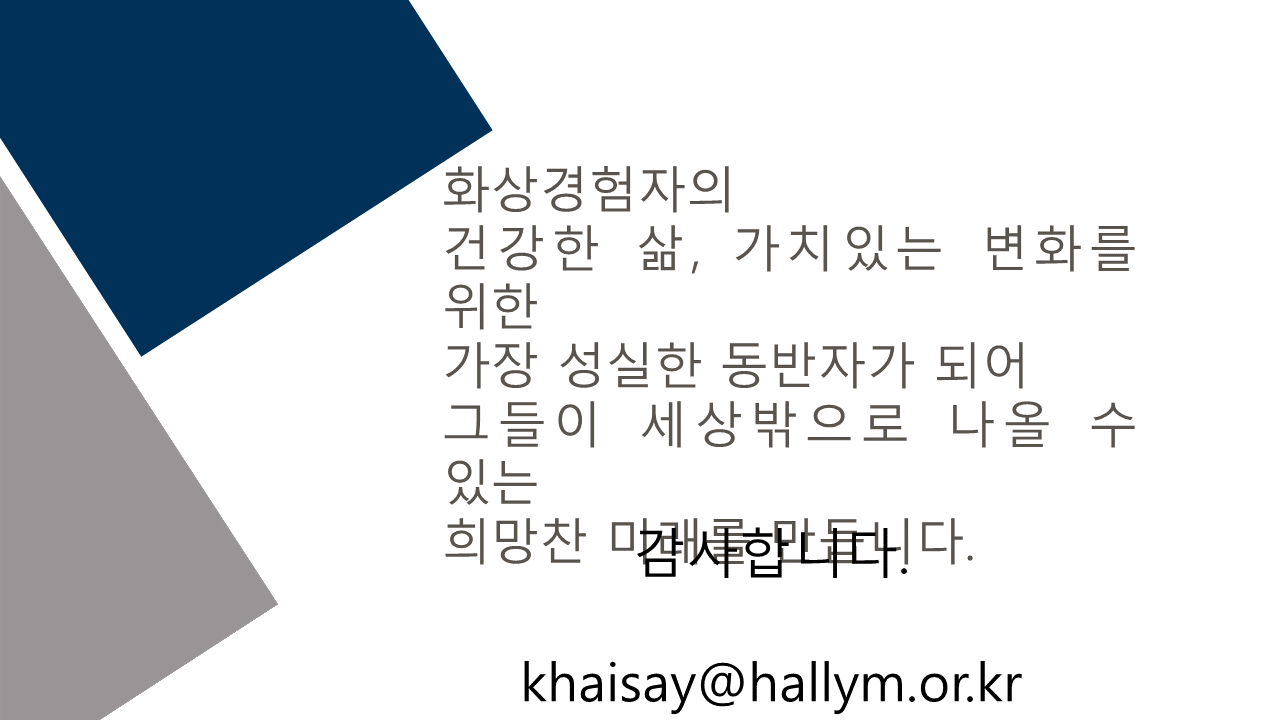 화상경험자의
건강한 삶, 가치있는 변화를
위한
가장 성실한 동반자가 되어
그들이 세상밖으로 나올 수
있는
희망찬 미래를 만듭니다.
감사합니다.
khaisay@hallym.or.kr